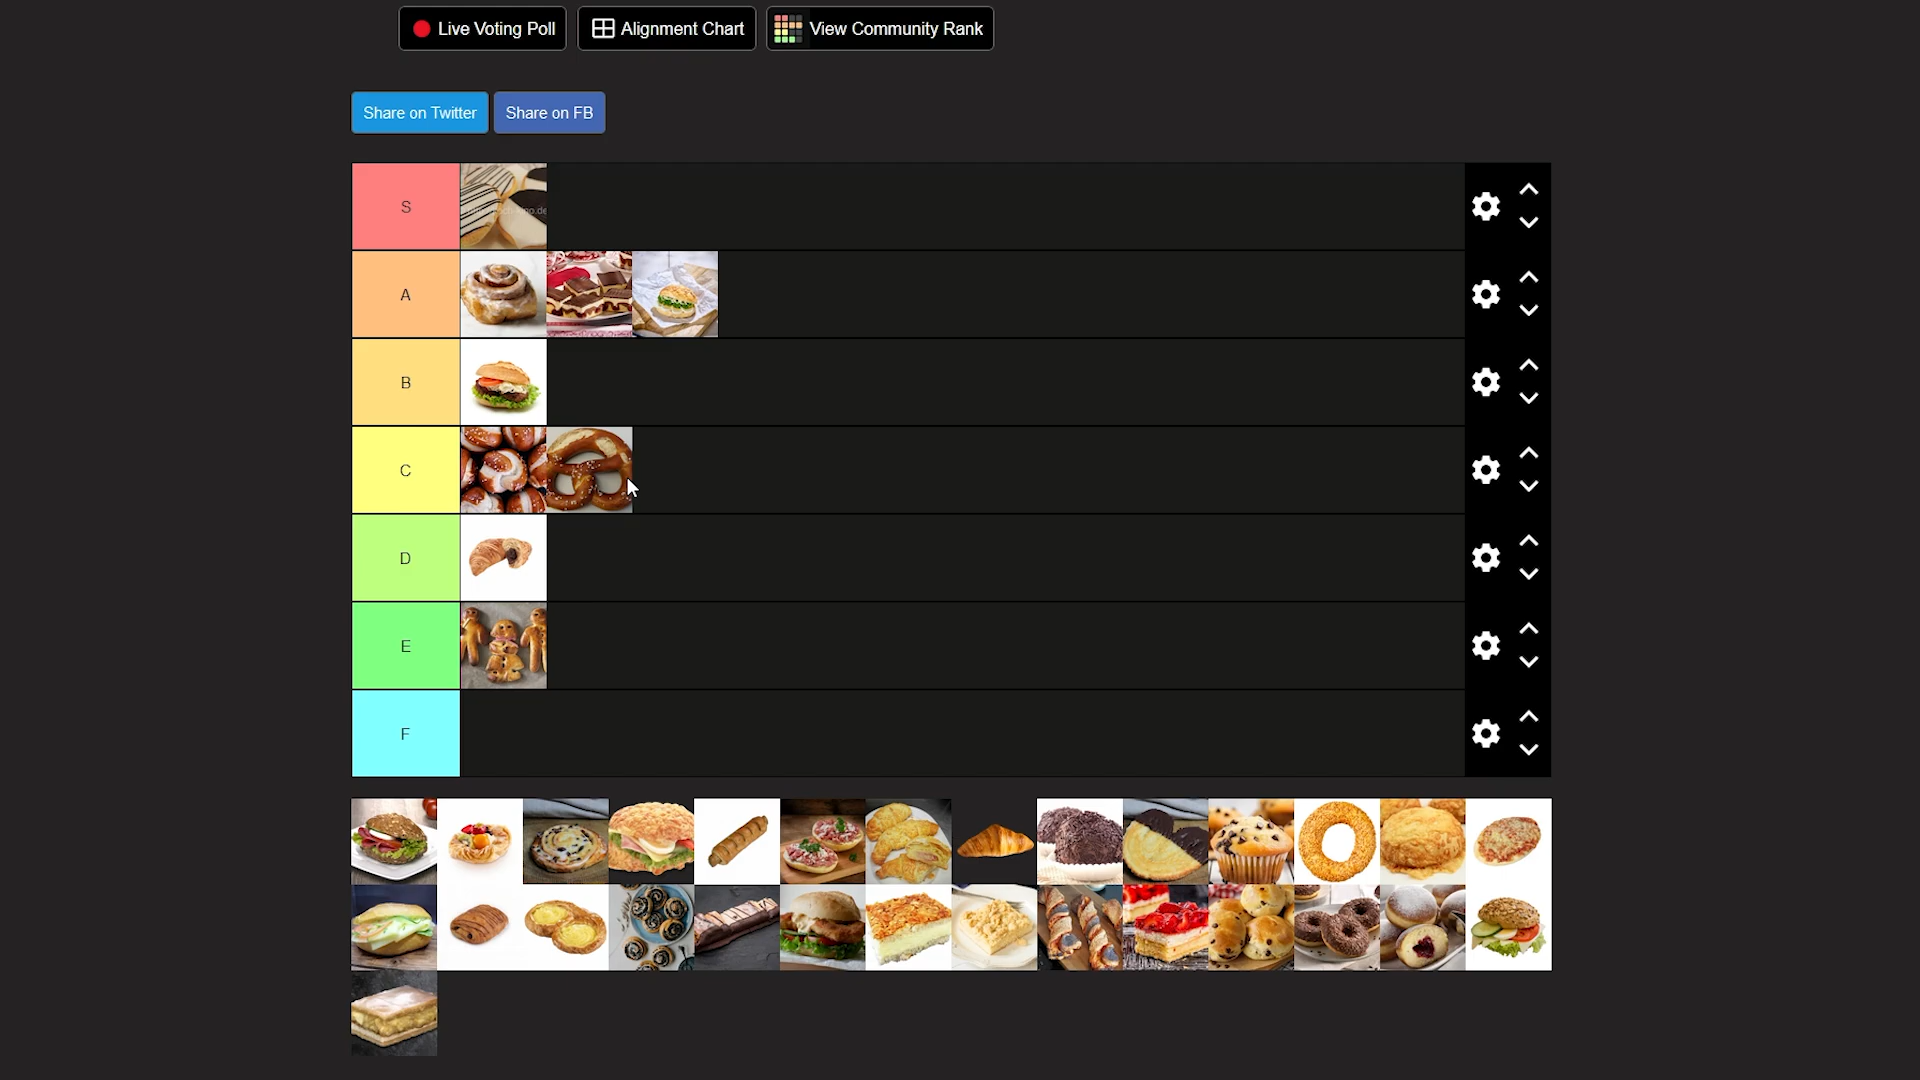 Live Voting Poll
Alignment Chart
View Community Rank
Share on Twitter
Share on FB
S
A
B
C
D
E
F